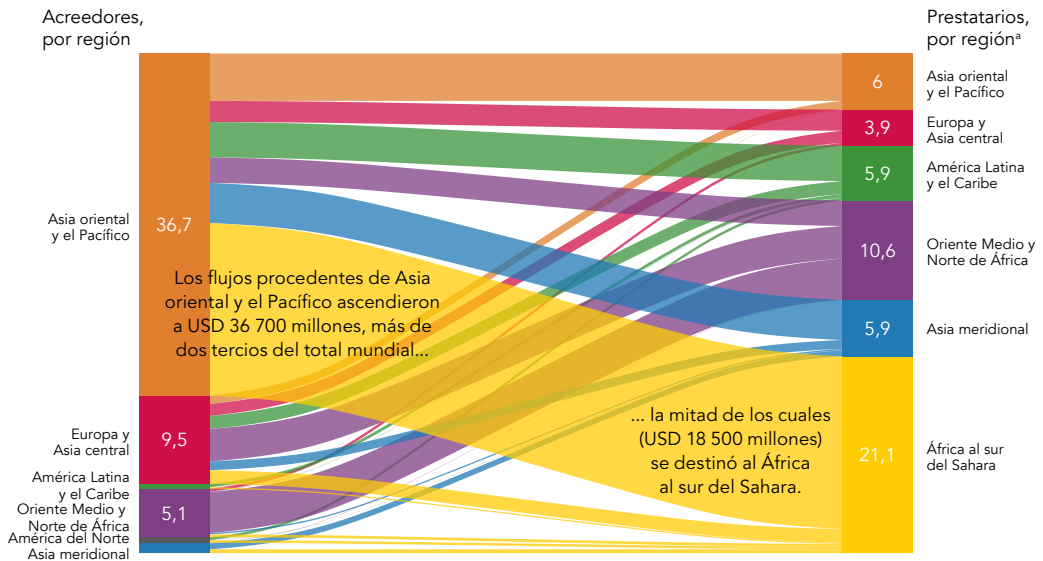 Acreedores,
por región
Prestatarios,
por regiónᵃ
Asia oriental
y el Pacífico
36,7
Europa y
Asia central
9,5
América Latina
y el Caribe
Oriente Medio y
Norte de África
5,1
América del Norte
Asia meridional
Los flujos procedentes de Asia
oriental y el Pacífico ascendieron
a USD 36 700 millones, más de
dos tercios del total mundial...
... la mitad de los cuales
(USD 18 500 millones)
se destinó al África
al sur del Sahara.
6
Asia oriental
y el Pacífico
3,9
Europa y
Asia central
5,9
América Latina
y el Caribe
10,6
Oriente Medio y
Norte de África
5,9
Asia meridional
21,1
África al sur
del Sahara